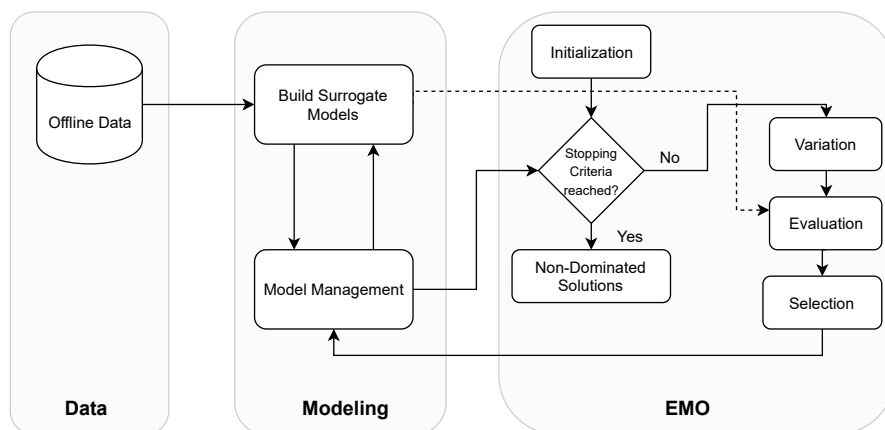 Offline Data
Data
Build Surrogate
Models
Model Management
Modeling
Initialization
Stopping
Criteria
reached?
No
Yes
Non-Dominated
Solutions
Variation
Evaluation
Selection
EMO